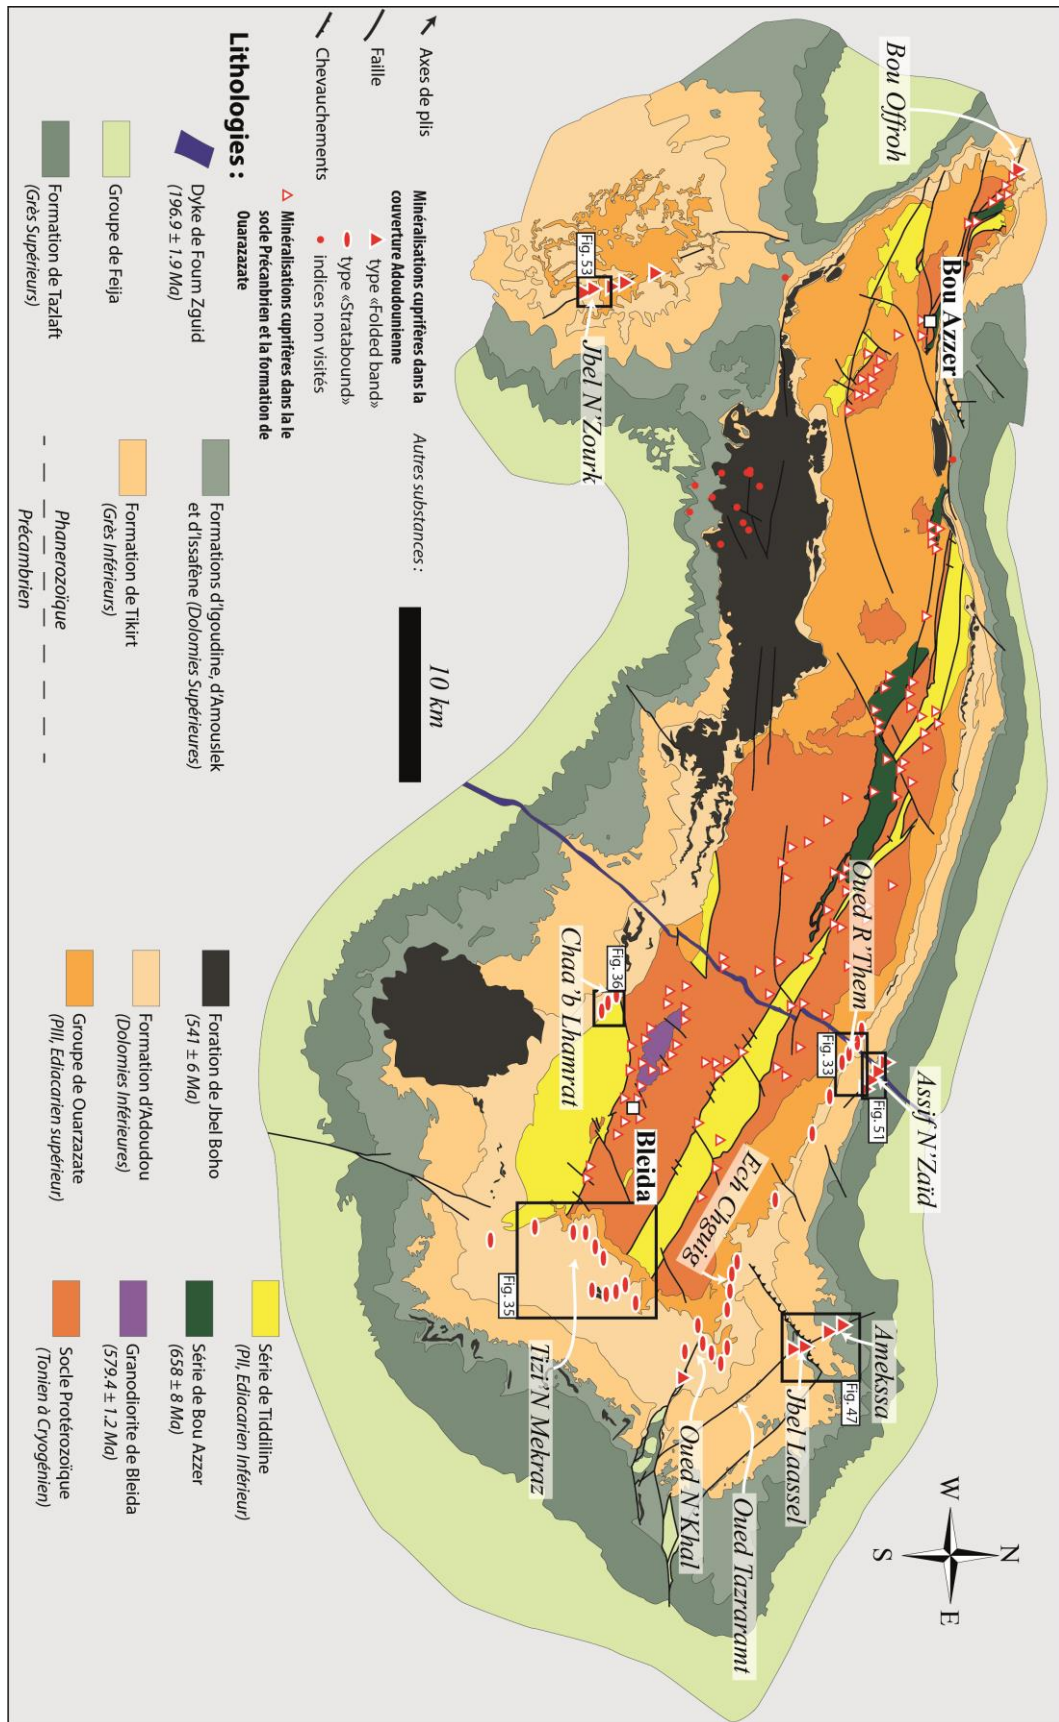 Bou Offroh
Bou Azzer
Fig. 53
Jbel N'Zourk
Oued R'Them
Fig. 33
Fig. 51
Assif N'Zaïd
Chaa'b Lhamrat
Fig. 36
Bleida
Ech Chguig
Fig. 35
Tizi'N Mekraz
Oued N'Khal
Oued Tazraramt
Jbel Laassel
Amekssa
Fig. 47
N
W
E
S
Axes de plis
Faille
Chevauchements
Minéralisations cuprifères dans la
couverture Adoudounienne
type «Folded band»
type «Stratabound»
indices non visités
Minéralisations cuprifères dans la le
socle Précanbrien et la formation de
Ouarazazate
Autres substances :
10 km
Lithologies :
Dyke de Foum Zguid
(196.9 ± 1.9 Ma)
Groupe de Feija
Formation de Tazlaft
(Grès Supérieurs)
Formations d'Igoudine, d'Amouslek
et d'Issafène (Dolomies Supérieures)
Formation de Tikirt
(Grès Inférieurs)
Phanerozoïque
Précambrien
Foration de Jbel Boho
(541 ± 6 Ma)
Formation d'Adoudou
(Dolomies Inférieures)
Groupe de Ouarzazate
(PIII, Ediacarien supérieur)
Série de Tiddiline
(PII, Ediacarien Inférieur)
Série de Bou Azzer
(658 ± 8 Ma)
Granodiorite de Bleida
(579.4 ± 1.2 Ma)
Socle Protérozoïque
(Tonien à Cryogénien)